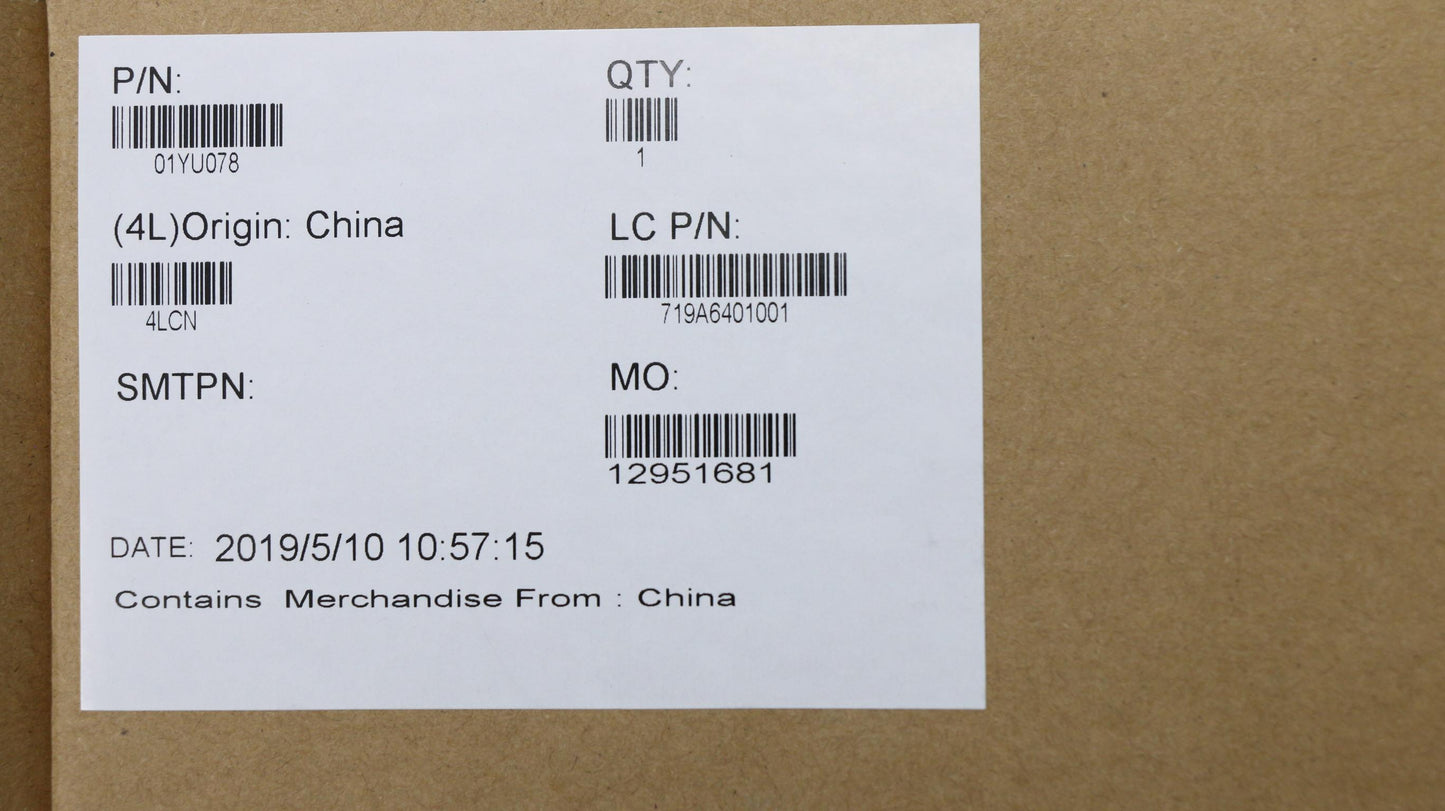 P/N:
01YU078
QTY:
1
(4L)Origin: China
4LCN
LC P/N:
719A6401001
SMTPN:
MO:
12951681
DATE: 2019/5/10 10:57:15
Contains Merchandise From : China